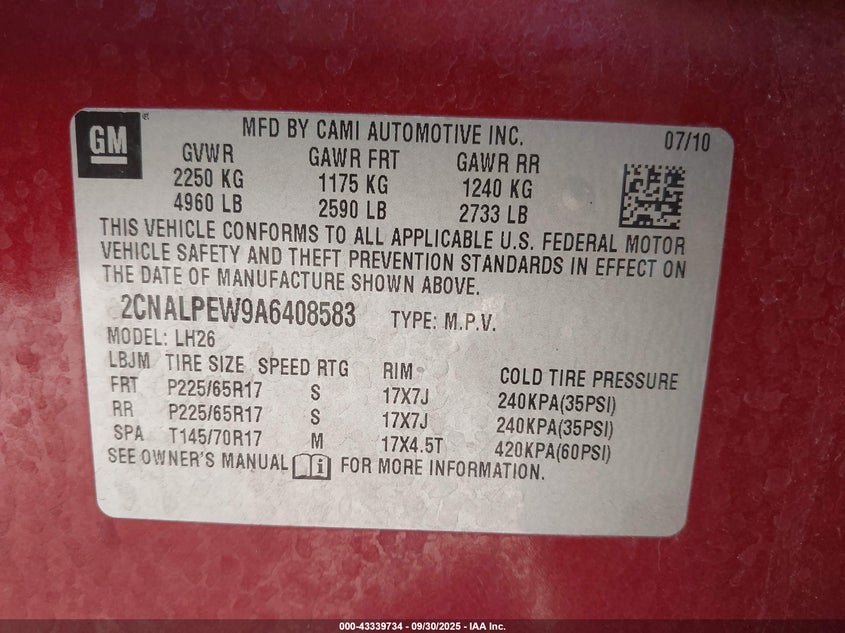 GM ®
MFD BY CAMI AUTOMOTIVE INC. 07/10
GVWR GAWR FRT GAWR RR
2250 KG 1175 KG 1240 KG
4960 LB 2590 LB 2733 LB
THIS VEHICLE CONFORMS TO ALL APPLICABLE U.S. FEDERAL MOTOR
VEHICLE SAFETY AND THEFT PREVENTION STANDARDS IN EFFECT ON
THE DATE OF MANUFACTURE SHOWN ABOVE.
2CNALPEW9A6408583 TYPE: M.P.V.
MODEL: LH26
LBJM TIRE SIZE SPEED RTG RIM COLD TIRE PRESSURE
FRT P225/65R17 S 17X7J 240KPA(35PSI)
RR P225/65R17 S 17X7J 240KPA(35PSI)
SPA T145/70R17 M 17X4.5T 420KPA(60PSI)
SEE OWNER'S MANUAL i FOR MORE INFORMATION.
000-43339734 - 09/30/2025 - IAA Inc.